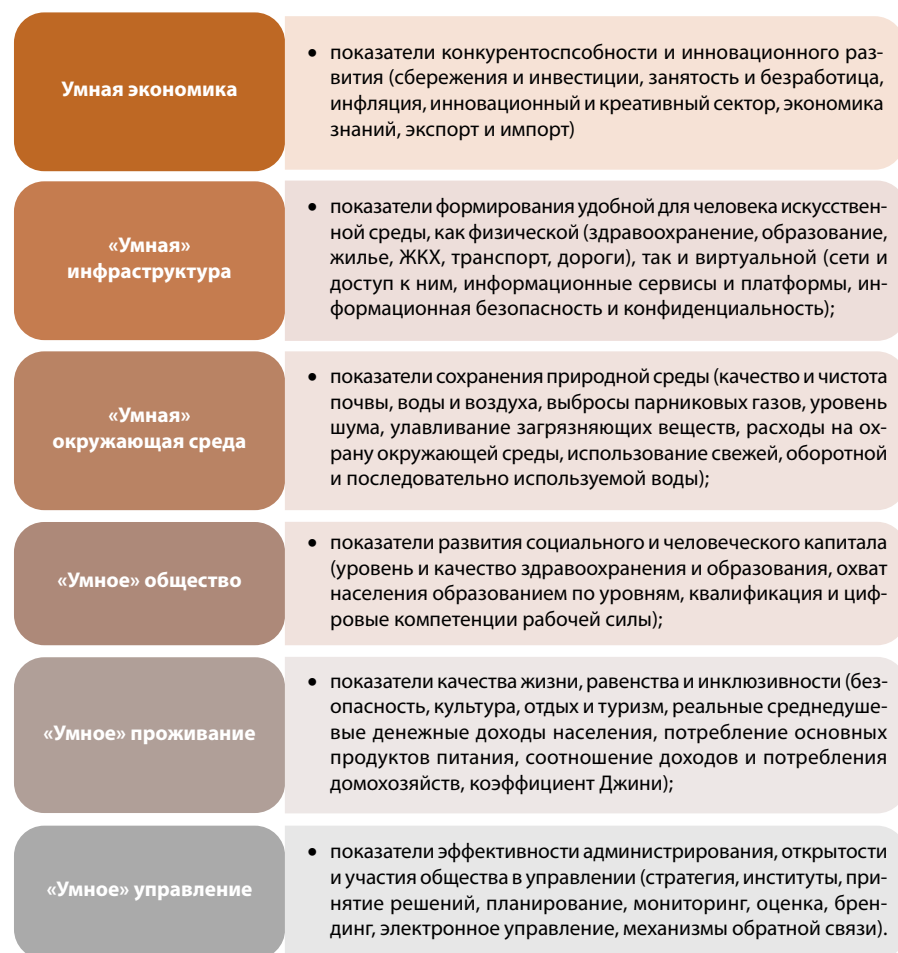 Умная экономика
• показатели конкурентоспсобности и инновационного раз-
вития (сбережения и инвестиции, занятость и безработица,
инфляция, инновационный и креативный сектор, экономика
знаний, экспорт и импорт)
«Умная»
инфраструктура
• показатели формирования удобной для человека искусствен-
ной среды, как физической (здравоохранение, образование,
жилье, ЖКХ, транспорт, дороги), так и виртуальной (сети и
доступ к ним, информационные сервисы и платформы, ин-
формационная безопасность и конфиденциальность);
«Умная»
окружающая среда
• показатели сохранения природной среды (качество и чистота
почвы, воды и воздуха, выбросы парниковых газов, уровень
шума, улавливание загрязняющих веществ, расходы на ох-
рану окружающей среды, использование свежей, оборотной
и последовательно используемой воды);
«Умное» общество
• показатели развития социального и человеческого капитала
(уровень и качество здравоохранения и образования, охват
населения образованием по уровням, квалификация и циф-
ровые компетенции рабочей силы);
«Умное» проживание
• показатели качества жизни, равенства и инклюзивности (без-
опасность, культура, отдых и туризм, реальные среднедуше-
вые денежные доходы населения, потребление основных
продуктов питания, соотношение доходов и потребления
домохозяйств, коэффициент Джини);
«Умное» управление
• показатели эффективности администрирования, открытости
и участия общества в управлении (стратегия, институты, при-
нятие решений, планирование, мониторинг, оценка, брен-
динг, электронное управление, механизмы обратной связи).